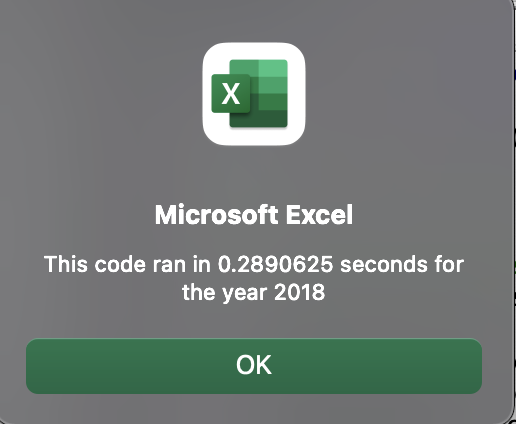 X
Microsoft Excel
This code ran in 0.2890625 seconds for
the year 2018
OK